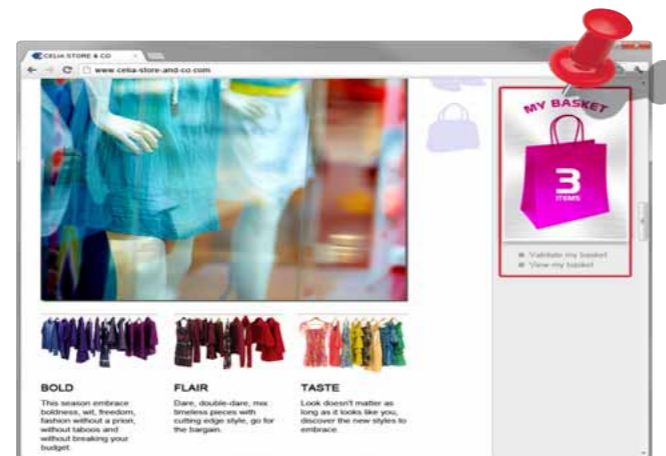 CELIA STORE & CO
www.celia-store-and-co.com
MY BASKET
3
ITEMS
Validate my basket
View my basket
BOLD
This season embrace
boldness, wit, freedom,
fashion without a priori,
without taboos and
without breaking your
budget.
FLAIR
Dare, double-dare, mix
timeless pieces with
cutting edge style, go for
the bargain.
TASTE
Look doesn't matter as
long as it looks like you,
discover the new styles to
embrace.